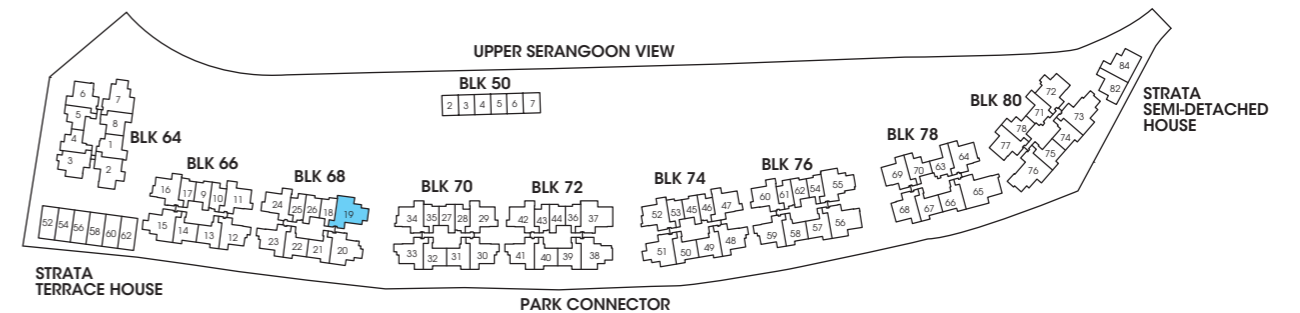 UPPER SERANGOON VIEW
BLK 50
2 3 4 5 6 7
BLK 64
6 7
5 8
4 1
3 2
BLK 66
16 17 9 10 11
15 14 13 12
BLK 68
24 25 26 18 19
23 22 21 20
BLK 70
34 35 27 28 29
33 32 31 30
BLK 72
42 43 44 36 37
41 40 39 38
BLK 74
52 53 45 46 47
51 50 49 48
BLK 76
60 61 62 54 55
59 58 57 56
BLK 78
69 70 63 64
68 67 66 65
BLK 80
72
71
78 73
77 74
75
76
84
82
STRATA
SEMI-DETACHED
HOUSE
52 54 56 58 60 62
STRATA
TERRACE HOUSE
PARK CONNECTOR